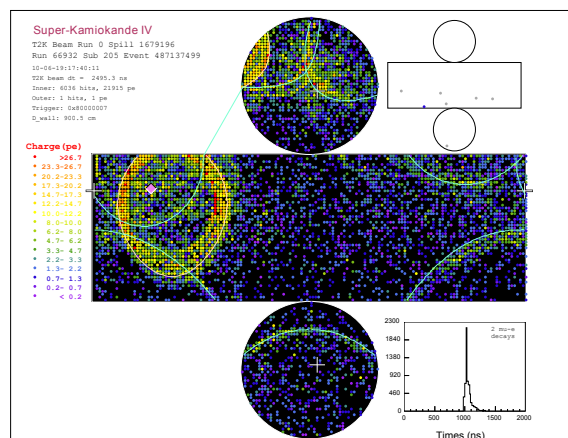 Super-Kamiokande IV
T2K Beam Run 0 Spill 1679196
Run 66932 Sub 205 Event 487137499
10-06-19:17:40:11
T2K beam dt = 2495.3 ns
Inner: 6036 hits, 21915 pe
Outer: 1 hits, 1 pe
Trigger: 0x80000007
D_wall: 900.5 cm
Charge(pe)
>26.7
23.3-26.7
20.2-23.3
17.3-20.2
14.7-17.3
12.2-14.7
10.0-12.2
8.0-10.0
6.2- 8.0
4.7- 6.2
3.3- 4.7
2.2- 3.3
1.3- 2.2
0.7- 1.3
0.2- 0.7
< 0.2
2 mu-e
decays
2300
1840
1380
920
460
0
0 500 1000 1500 2000
Times (ns)